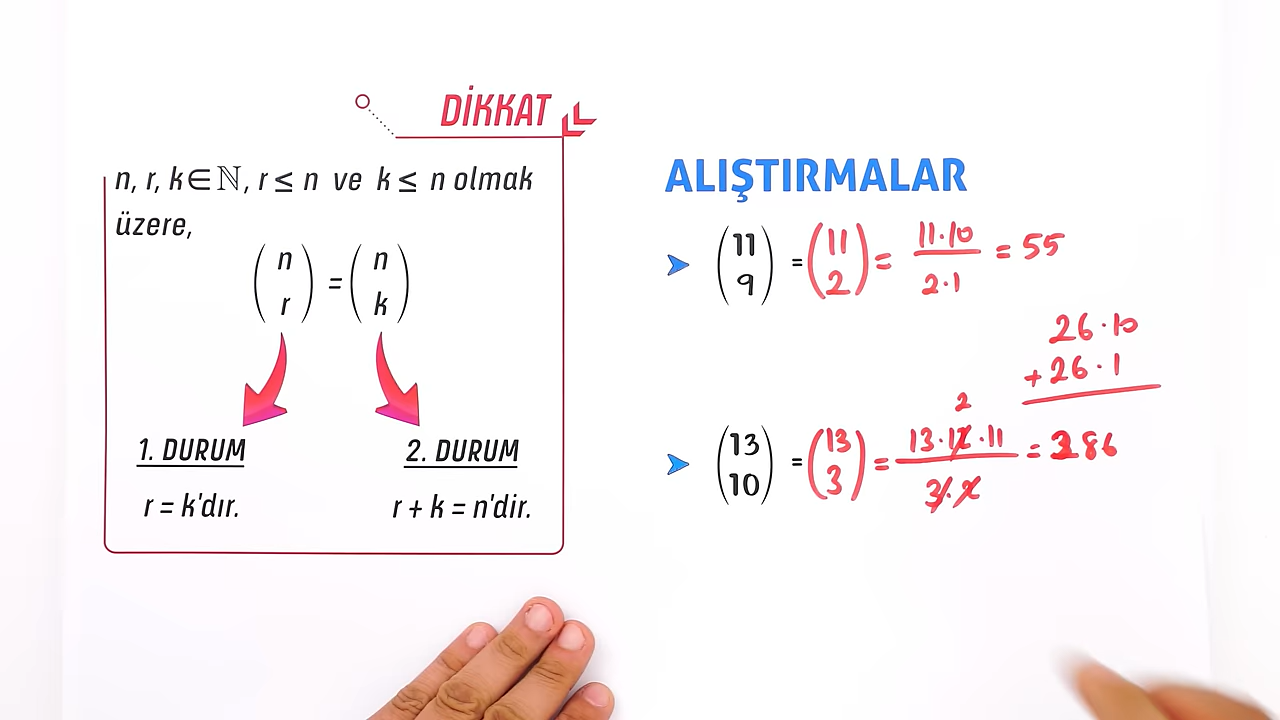 DİKKAT
n, r, k ∈ ℕ, r ≤ n ve k ≤ n olmak
üzere,
(n r) = (n k)
1. DURUM
r = k'dır.
2. DURUM
r + k = n'dir.
ALIŞTIRMALAR
➤ (11 9) = (11 2) = 11·10 / 2·1 = 55
26·10
+ 26·1
2
➤ (13 10) = (13 3) = 13·12·11 / 3·2 = 286